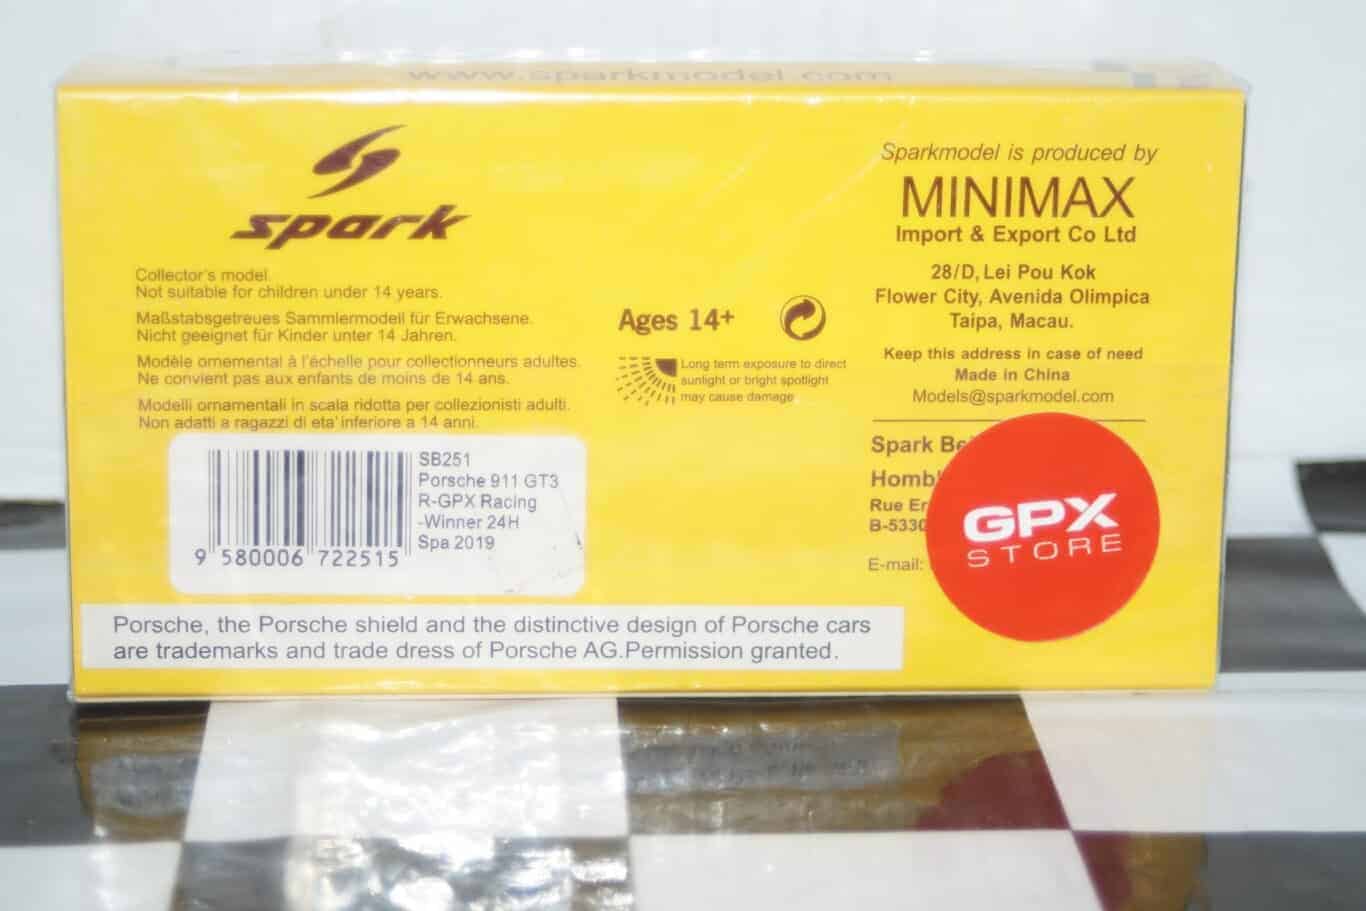 www.sparkmodel.com
spark
Collector's model.
Not suitable for children under 14 years.
Maßstabsgetreues Sammlermodell für Erwachsene.
Nicht geeignet für Kinder unter 14 Jahren.
Modèle ornemental à l'échelle pour collectionneurs adultes.
Ne convient pas aux enfants de moins de 14 ans.
Modelli ornamentali in scala ridotta per collezionisti adulti.
Non adatti a ragazzi di eta' inferiore a 14 anni.
SB251
Porsche 911 GT3
R-GPX Racing
-Winner 24H
Spa 2019
9 580006 722515
Porsche, the Porsche shield and the distinctive design of Porsche cars
are trademarks and trade dress of Porsche AG.Permission granted.
Ages 14+
Long term exposure to direct
sunlight or bright spotlight
may cause damage
Sparkmodel is produced by
MINIMAX
Import & Export Co Ltd
28/D, Lei Pou Kok
Flower City, Avenida Olimpica
Taipa, Macau.
Keep this address in case of need
Made in China
Models@sparkmodel.com
Spark
Rue
B-5330
E-mail:
GPX
STORE